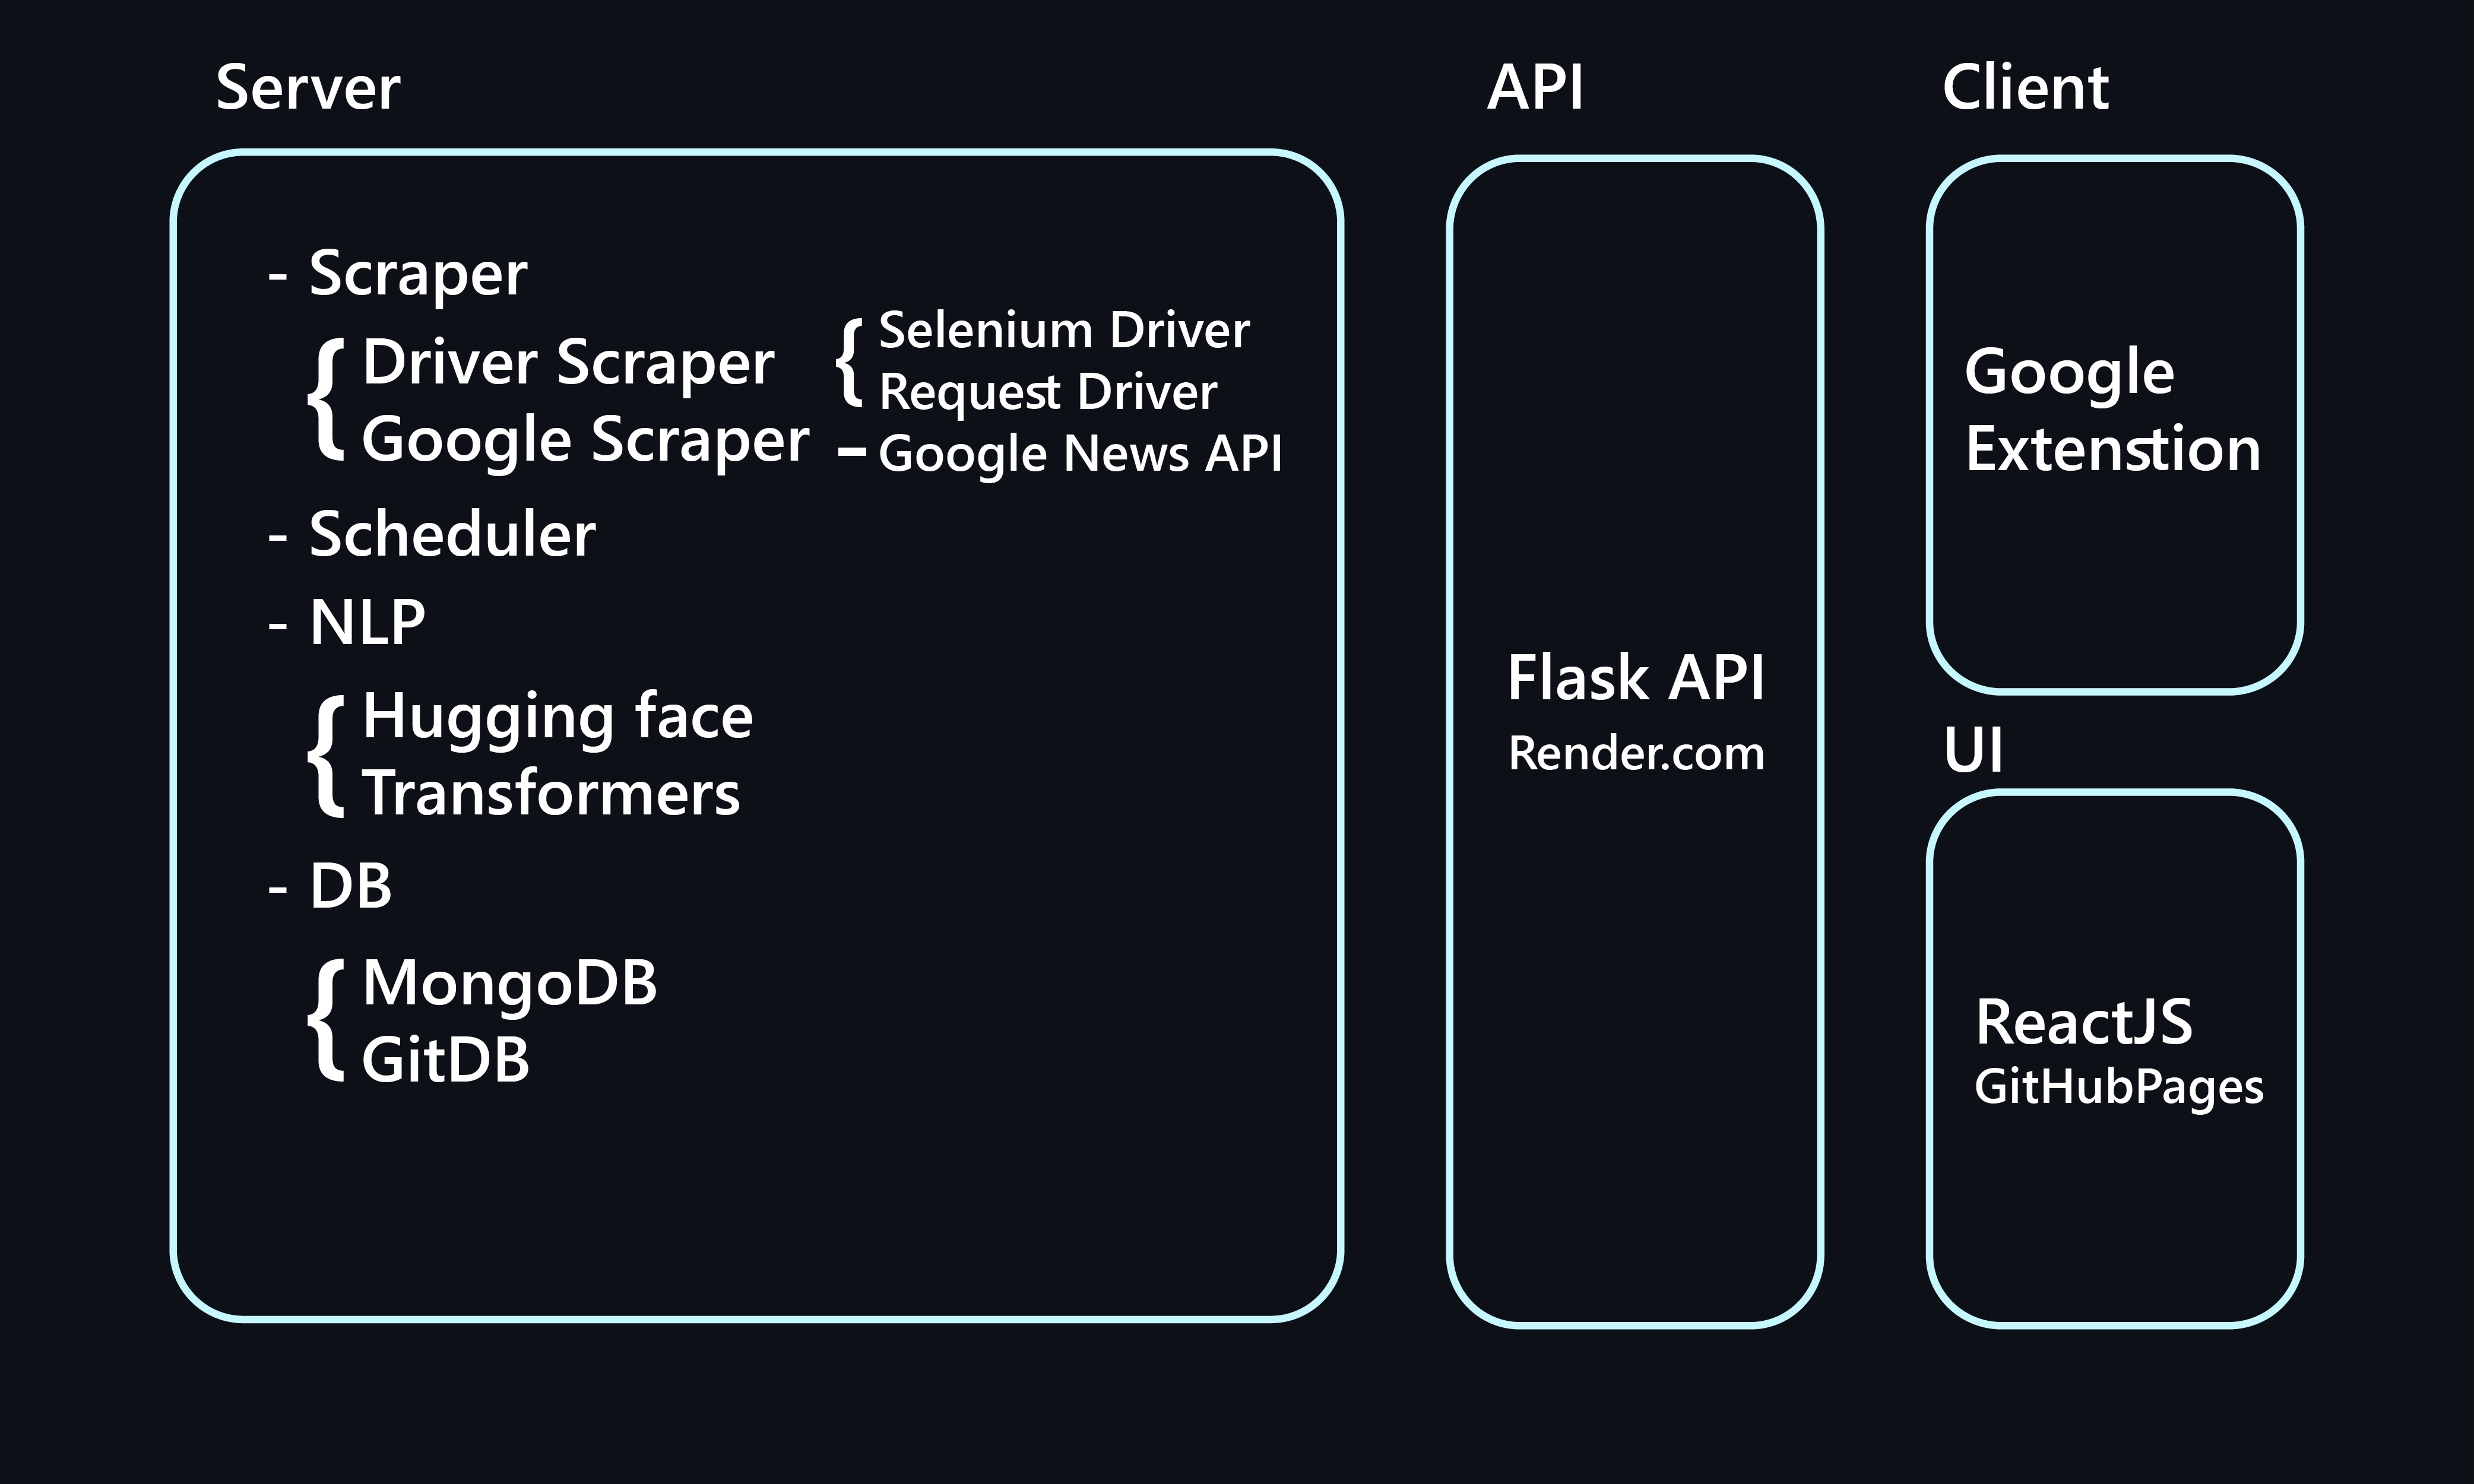 Server
- Scraper
{ Driver Scraper { Selenium Driver
Request Driver
Google Scraper - Google News API
- Scheduler
- NLP
{ Hugging face
Transformers
- DB
{ MongoDB
GitDB
API
Flask API
Render.com
Client
Google
Extenstion
UI
ReactJS
GitHubPages